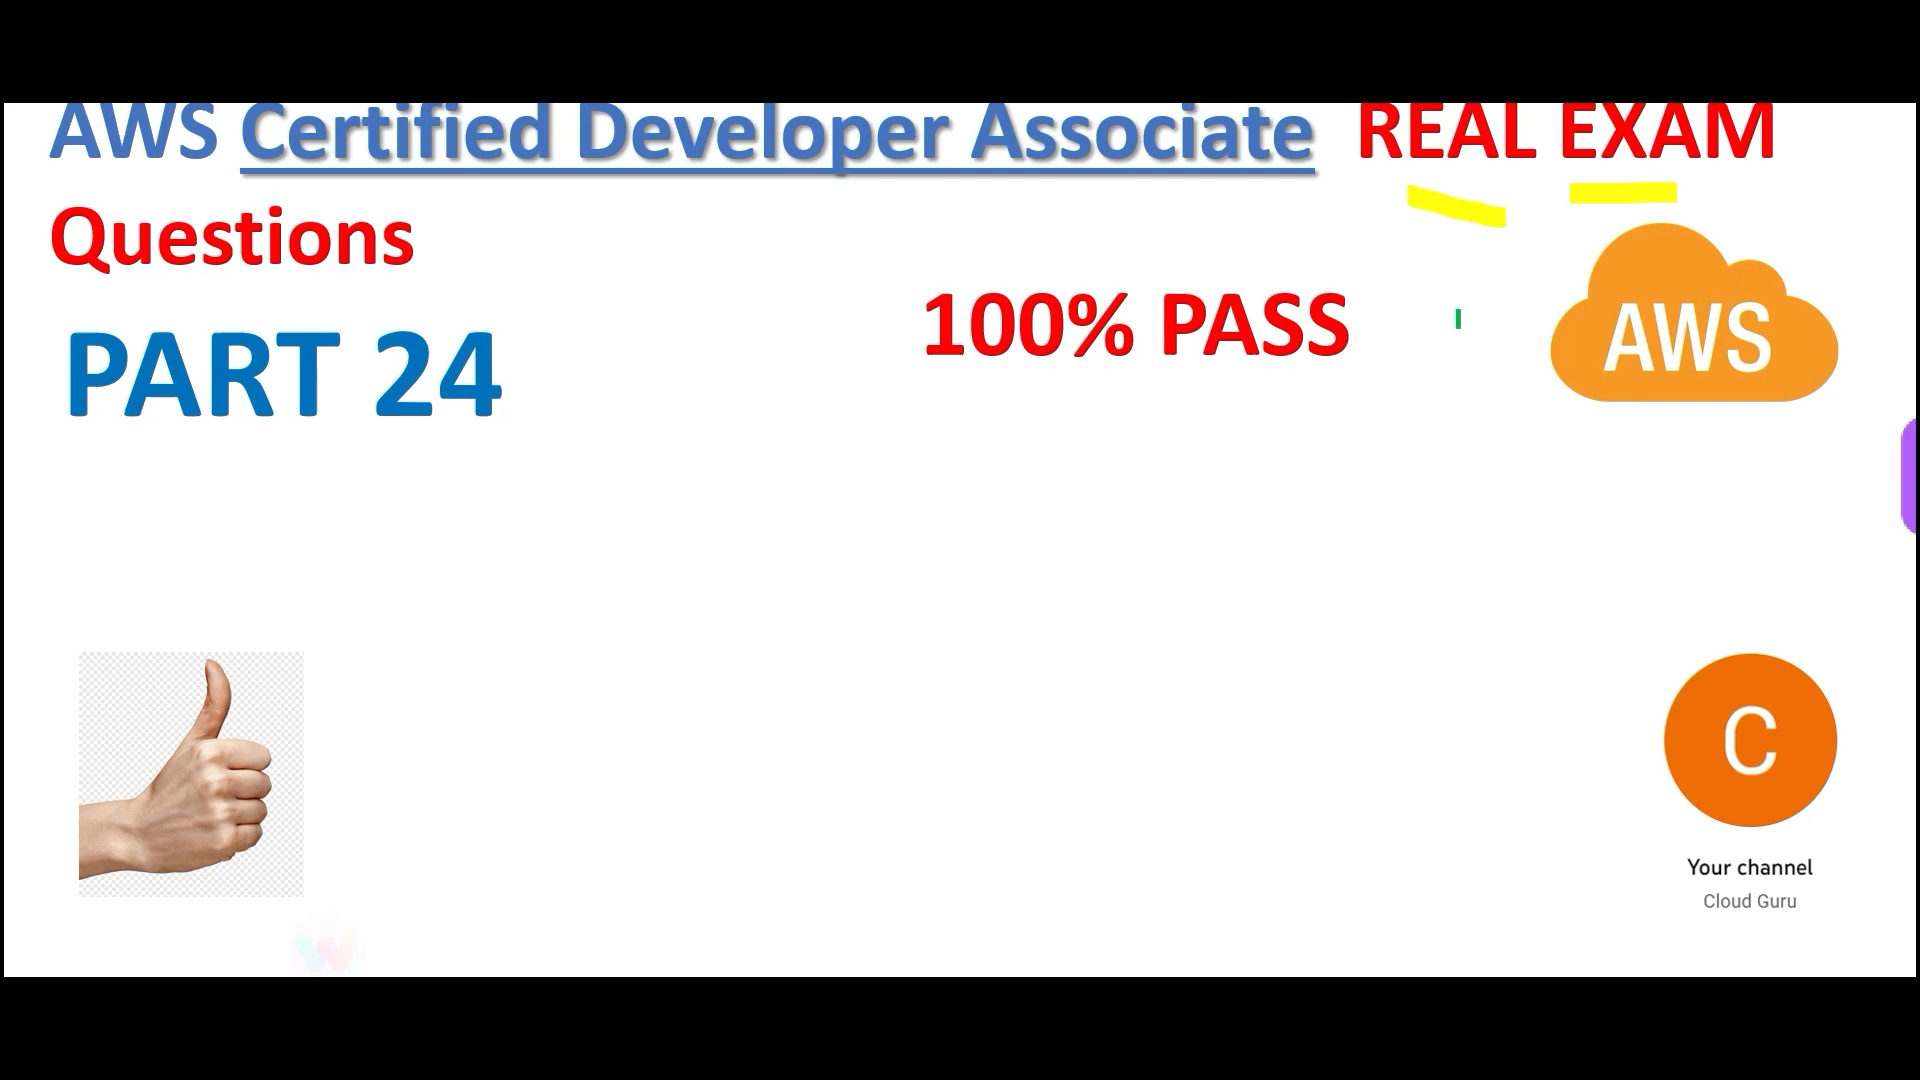 AWS Certified Developer Associate REAL EXAM
Questions
PART 24
100% PASS
AWS
C
Your channel
Cloud Guru